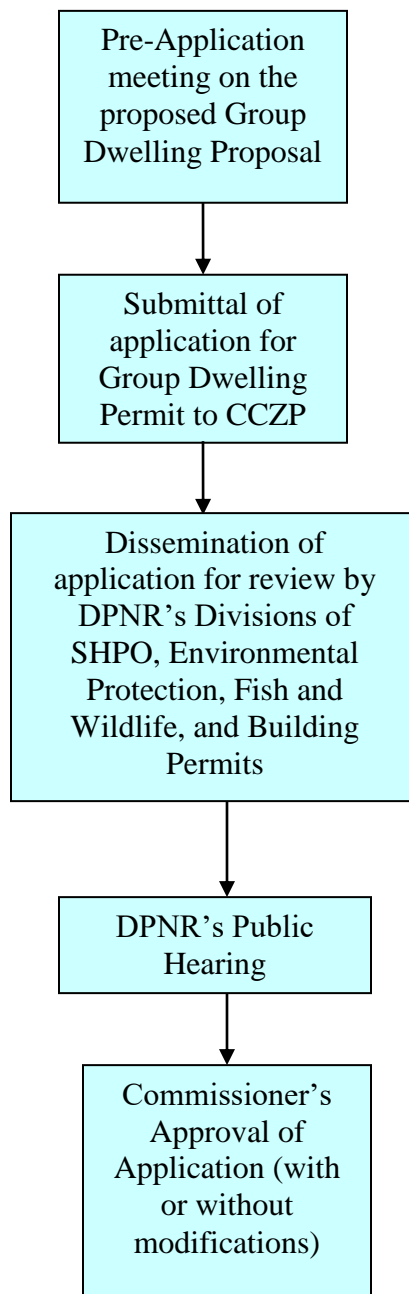 Pre-Application
meeting on the
proposed Group
Dwelling Proposal
Submittal of
application for
Group Dwelling
Permit to CCZP
Dissemination of
application for review by
DPNR’s Divisions of
SHPO, Environmental
Protection, Fish and
Wildlife, and Building
Permits
DPNR’s Public
Hearing
Commissioner’s
Approval of
Application (with
or without
modifications)